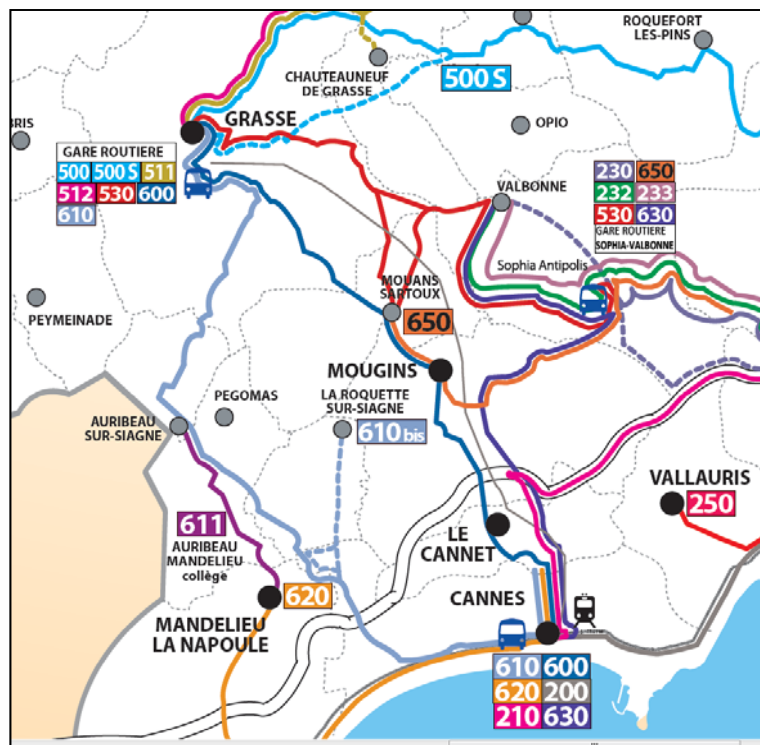 ROQUEFORT
LES-PINS
CHAUTEAUNEUF
DE GRASSE
500 S
GRASSE
OPIO
BRIS
GARE ROUTIERE
500 500 S 511
512 530 600
610
230 650
232 233
530 630
GARE ROUTIERE
SOPHIA-VALBONNE
VALBONNE
Sophia Antipolis
PEYMEINADE
MOUANS
SARTOUX
650
MOUGINS
PEGOMAS
LA ROQUETTE
SUR-SIAGNE
610 bis
AURIBEAU
SUR-SIAGNE
VALLAURIS
250
611
AURIBEAU
MANDELIEU
collège
LE
CANNET
620
CANNES
MANDELIEU
LA NAPOULE
610 600
620 200
210 630